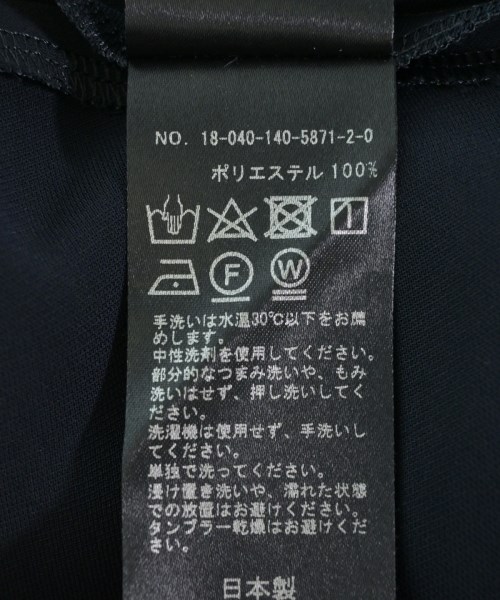 NO. 18-040-140-5871-2-0
ポリエステル 100%
F W
手洗いは水温30℃以下をお薦
めします。
中性洗剤を使用してください。
部分的なつまみ洗いや、もみ
洗いはせず、押し洗いしてく
ださい。
洗濯機は使用せず、手洗いし
てください。
単独で洗ってください。
浸け置き洗いや、濡れた状態
での放置はお避けください。
タンブラー乾燥はお避けください。
日本製